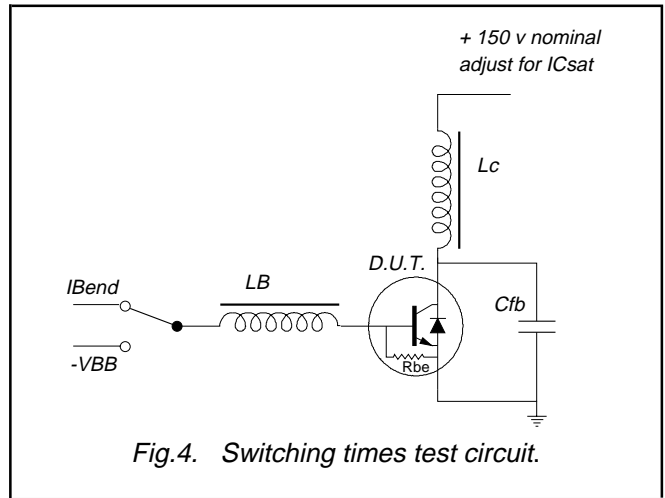 + 150 v nominal
adjust for ICsat
Lc
D.U.T.
IBend
LB
Cfb
-VBB
Rbe
Fig.4. Switching times test circuit.